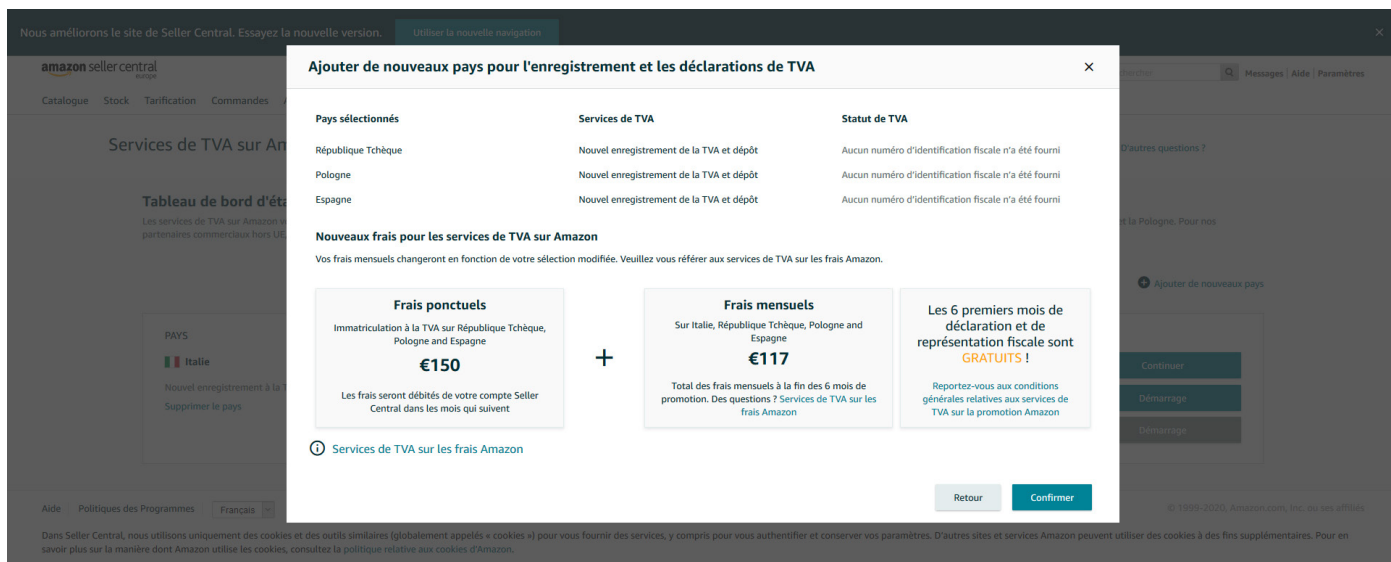 Nous améliorons le site de Seller Central. Essayez la nouvelle version. Utiliser la nouvelle navigation
amazon seller central
europe
Rechercher Messages | Aide | Paramètres
Catalogue Stock Tarification Commandes
Services de TVA sur Am
D'autres questions ?
Tableau de bord d'éta
Les services de TVA sur Amazon v
et la Pologne. Pour nos
partenaires commerciaux hors UE,
Ajouter de nouveaux pays
PAYS
Italie
Continuer
Nouvel enregistrement à la T
Démarrage
Supprimer le pays
Démarrage
Ajouter de nouveaux pays pour l'enregistrement et les déclarations de TVA
Pays sélectionnés Services de TVA Statut de TVA
République Tchèque Nouvel enregistrement de la TVA et dépôt Aucun numéro d'identification fiscale n'a été fourni
Pologne Nouvel enregistrement de la TVA et dépôt Aucun numéro d'identification fiscale n'a été fourni
Espagne Nouvel enregistrement de la TVA et dépôt Aucun numéro d'identification fiscale n'a été fourni
Nouveaux frais pour les services de TVA sur Amazon
Vos frais mensuels changeront en fonction de votre sélection modifiée. Veuillez vous référer aux services de TVA sur les frais Amazon.
Frais ponctuels
Immatriculation à la TVA sur République Tchèque,
Pologne and Espagne
€150
Les frais seront débités de votre compte Seller
Central dans les mois qui suivent
+
Frais mensuels
Sur Italie, République Tchèque, Pologne and
Espagne
€117
Total des frais mensuels à la fin des 6 mois de
promotion. Des questions ? Services de TVA sur les
frais Amazon
Les 6 premiers mois de
déclaration et de
représentation fiscale sont
GRATUITS !
Reportez-vous aux conditions
générales relatives aux services de
TVA sur la promotion Amazon
Services de TVA sur les frais Amazon
Retour Confirmer
Aide Politiques des Programmes Français
© 1999-2020, Amazon.com, Inc. ou ses affiliés
Dans Seller Central, nous utilisons uniquement des cookies et des outils similaires (globalement appelés « cookies ») pour vous fournir des services, y compris pour vous authentifier et conserver vos paramètres. D'autres sites et services Amazon peuvent utiliser des cookies à des fins supplémentaires. Pour en
savoir plus sur la manière dont Amazon utilise les cookies, consultez la politique relative aux cookies d'Amazon.